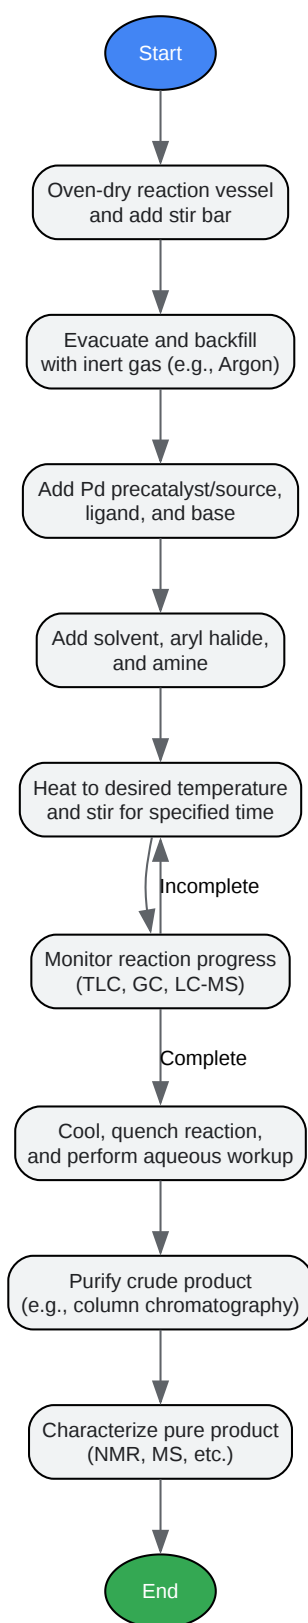 Start
Oven-dry reaction vessel
and add stir bar
Evacuate and backfill
with inert gas (e.g., Argon)
Add Pd precatalyst/source,
ligand, and base
Add solvent, aryl halide,
and amine
Heat to desired temperature
and stir for specified time
Incomplete
Monitor reaction progress
(TLC, GC, LC-MS)
Complete
Cool, quench reaction,
and perform aqueous workup
Purify crude product
(e.g., column chromatography)
Characterize pure product
(NMR, MS, etc.)
End